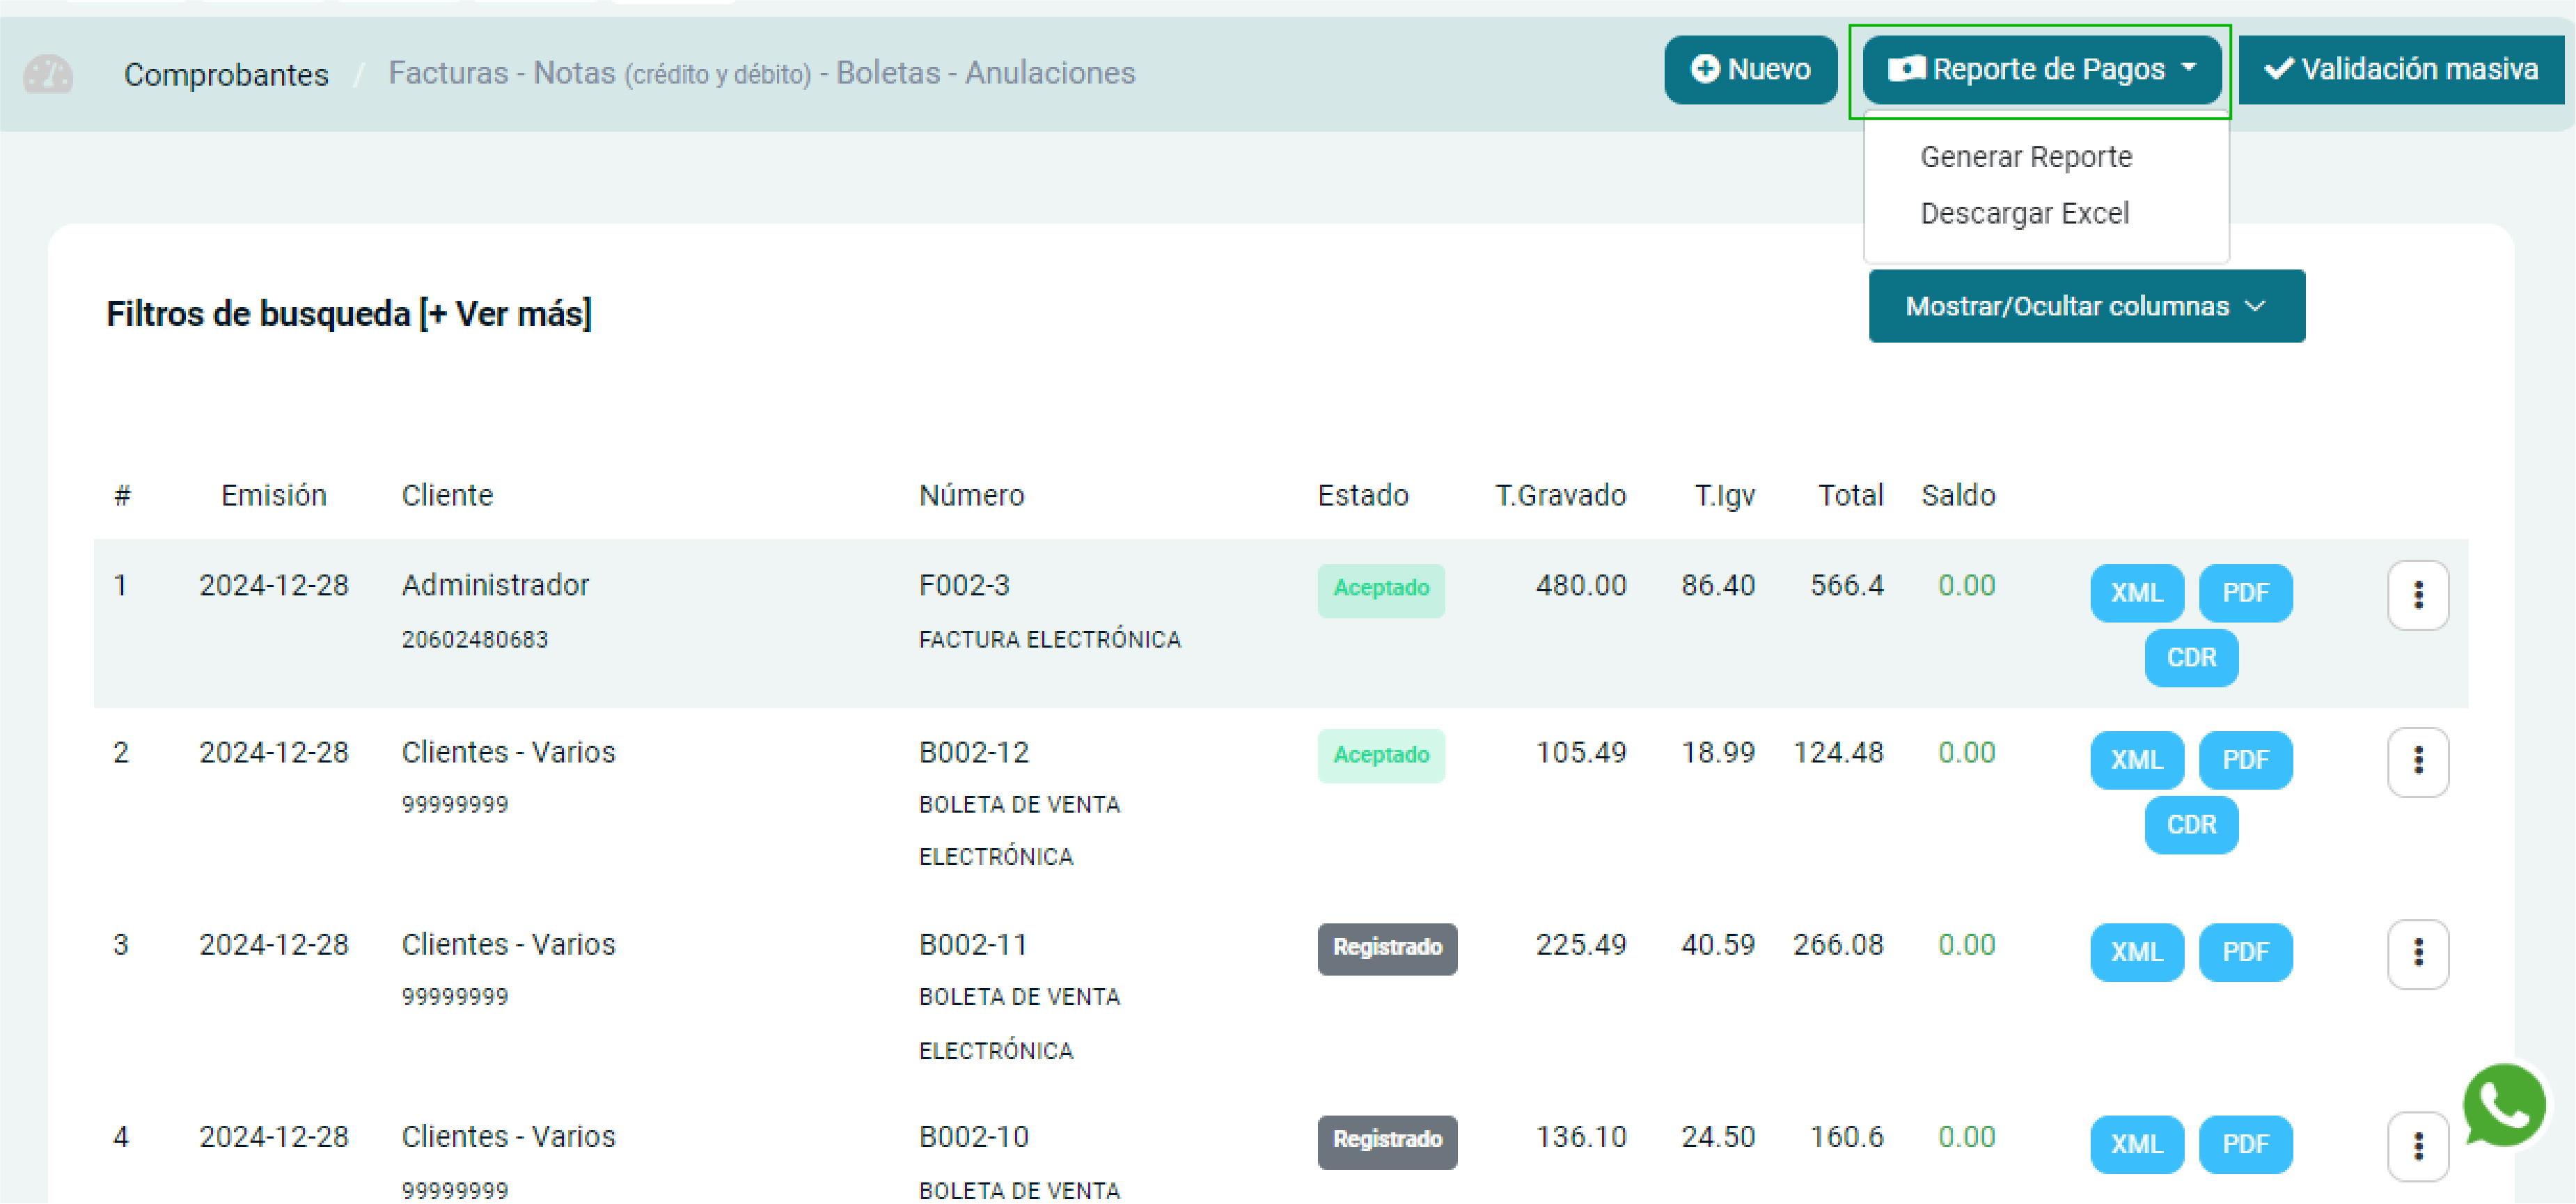 Comprobantes / Facturas - Notas (crédito y débito) - Boletas - Anulaciones
Nuevo
Reporte de Pagos
Validación masiva
Generar Reporte
Descargar Excel
Filtros de busqueda [+ Ver más]
Mostrar/Ocultar columnas
# Emisión Cliente Número Estado T.Gravado T.Igv Total Saldo
1 2024-12-28 Administrador F002-3 Aceptado 480.00 86.40 566.4 0.00 XML PDF
20602480683 FACTURA ELECTRÓNICA CDR
2 2024-12-28 Clientes - Varios B002-12 Aceptado 105.49 18.99 124.48 0.00 XML PDF
99999999 BOLETA DE VENTA CDR
ELECTRÓNICA
3 2024-12-28 Clientes - Varios B002-11 Registrado 225.49 40.59 266.08 0.00 XML PDF
99999999 BOLETA DE VENTA
ELECTRÓNICA
4 2024-12-28 Clientes - Varios B002-10 Registrado 136.10 24.50 160.6 0.00 XML PDF
99999999 BOLETA DE VENTA